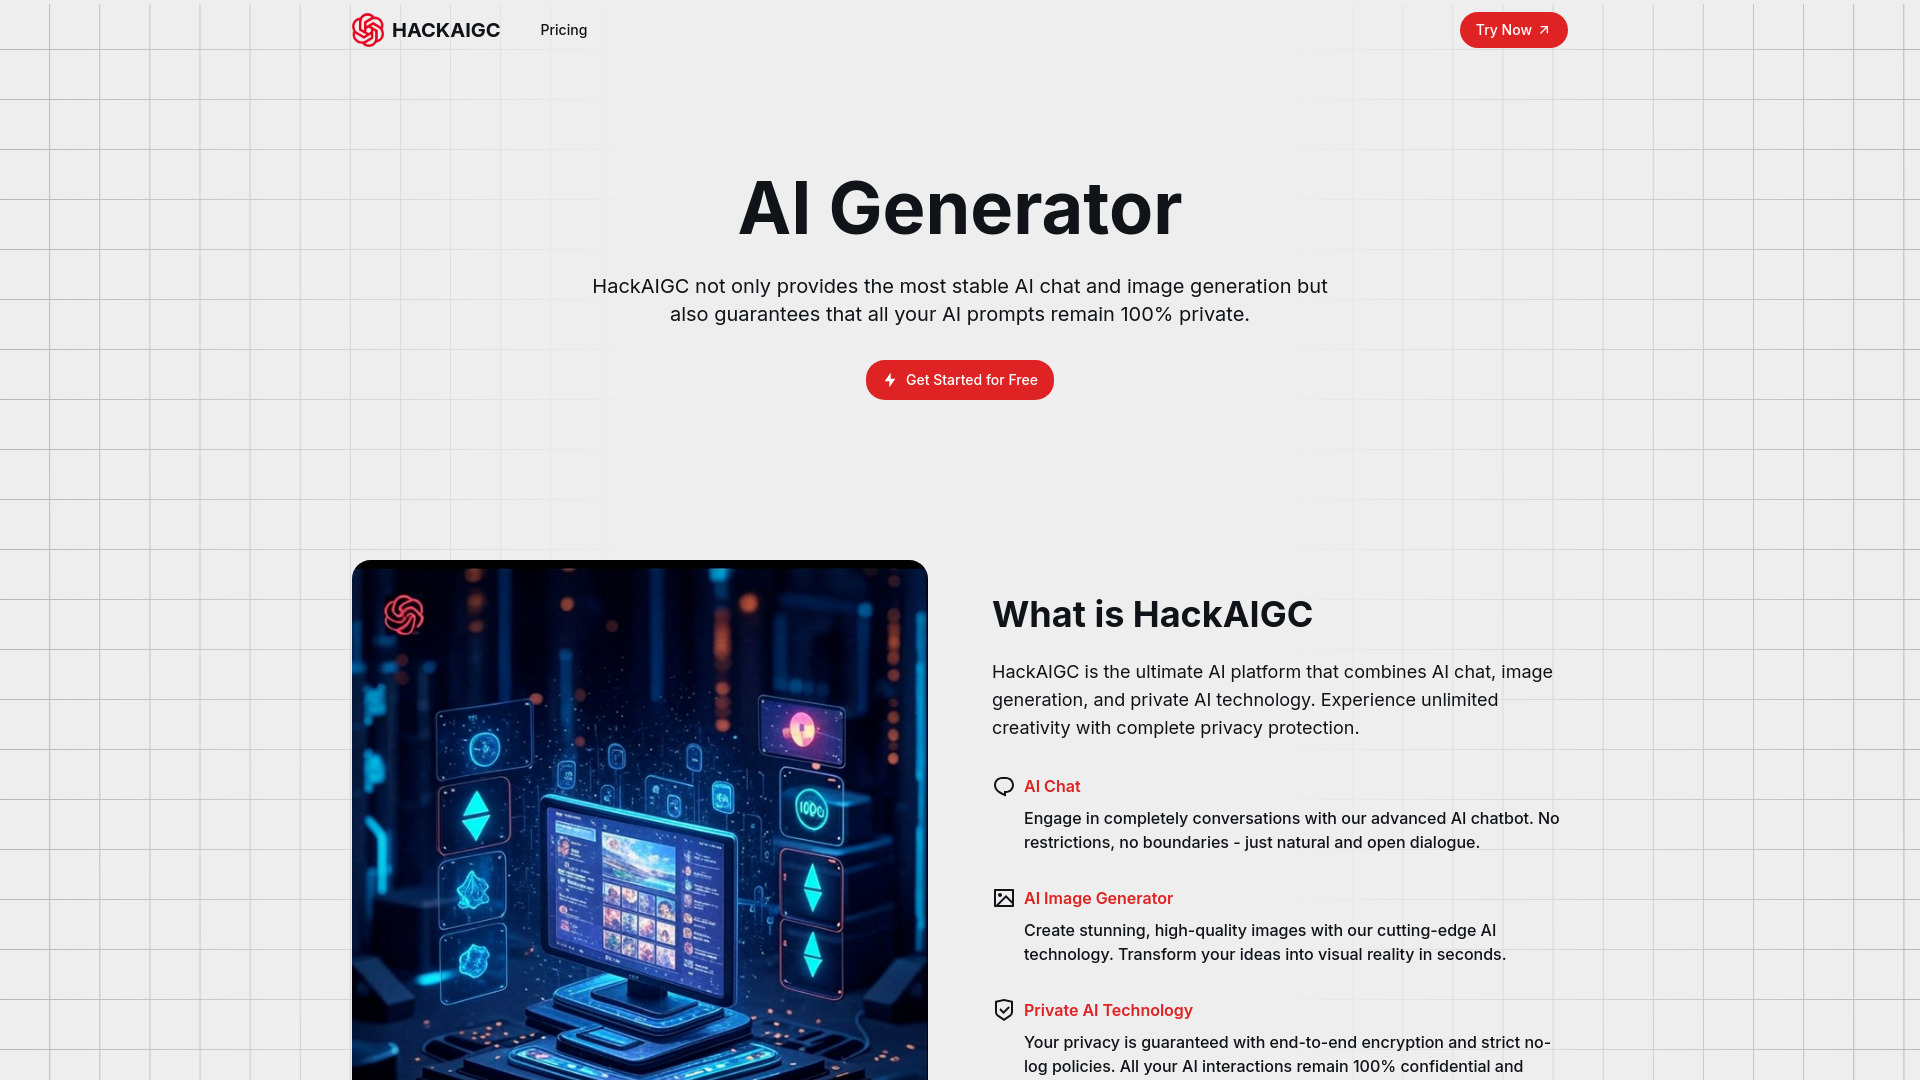 HACKAIGC
Pricing
Try Now
AI Generator
HackAIGC not only provides the most stable AI chat and image generation but
also guarantees that all your AI prompts remain 100% private.
Get Started for Free
What is HackAIGC
HackAIGC is the ultimate AI platform that combines AI chat, image
generation, and private AI technology. Experience unlimited
creativity with complete privacy protection.
AI Chat
Engage in completely conversations with our advanced AI chatbot. No
restrictions, no boundaries - just natural and open dialogue.
AI Image Generator
Create stunning, high-quality images with our cutting-edge AI
technology. Transform your ideas into visual reality in seconds.
Private AI Technology
Your privacy is guaranteed with end-to-end encryption and strict no-
log policies. All your AI interactions remain 100% confidential and